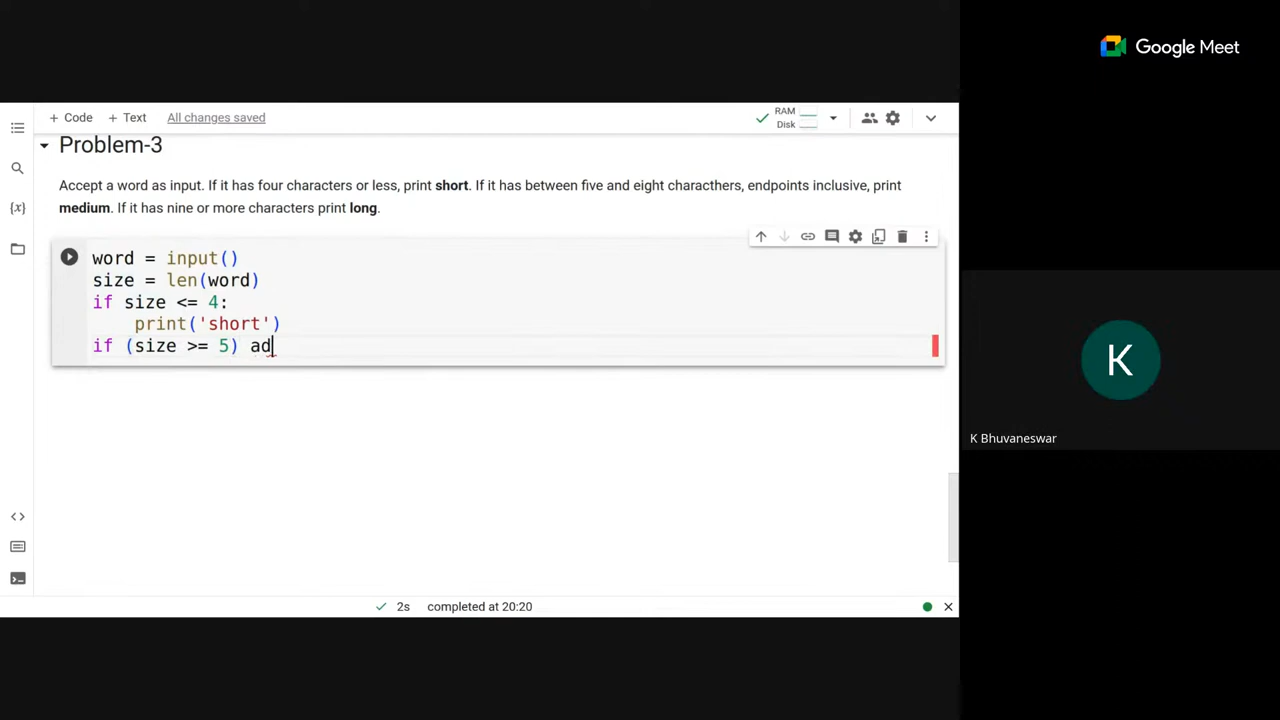 Google Meet
+ Code + Text All changes saved
RAM
Disk
Problem-3
Accept a word as input. If it has four characters or less, print short. If it has between five and eight characthers, endpoints inclusive, print
medium. If it has nine or more characters print long.
word = input()
size = len(word)
if size <= 4:
    print('short')
if (size >= 5) ad
K
K Bhuvaneswar
2s completed at 20:20